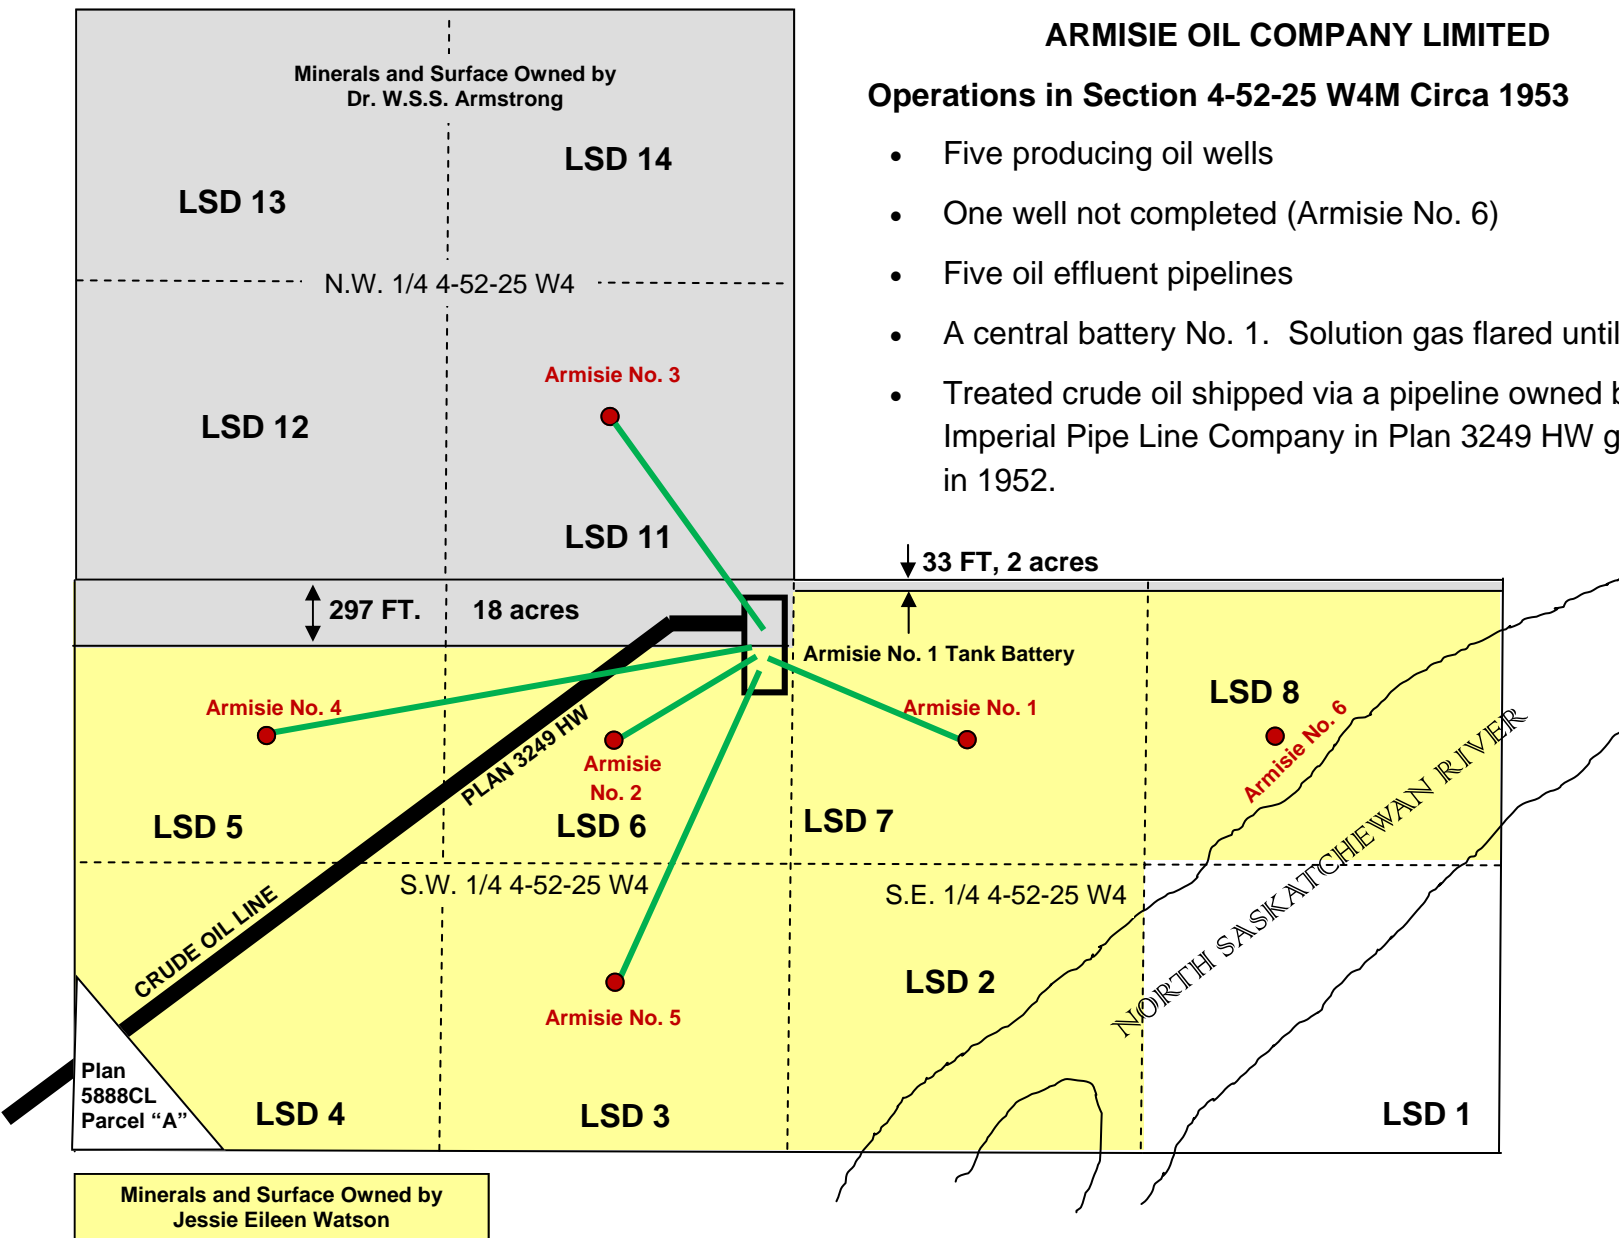 ARMISIE OIL COMPANY LIMITED
Operations in Section 4-52-25 W4M Circa 1953
• Five producing oil wells
• One well not completed (Armisie No. 6)
• Five oil effluent pipelines
• A central battery No. 1.  Solution gas flared until
• Treated crude oil shipped via a pipeline owned
Imperial Pipe Line Company in Plan 3249 HW
in 1952.
Minerals and Surface Owned by
Dr. W.S.S. Armstrong
LSD 14
LSD 13
N.W. 1/4 4-52-25 W4
Armisie No. 3
LSD 12
LSD 11
33 FT, 2 acres
297 FT.
18 acres
Armisie No. 1 Tank Battery
Armisie No. 4
Armisie No. 1
LSD 8
Armisie No. 6
PLAN 3249 HW
Armisie
No. 2
LSD 5
LSD 6
LSD 7
NORTH SASKATCHEWAN RIVER
S.W. 1/4 4-52-25 W4
S.E. 1/4 4-52-25 W4
CRUDE OIL LINE
LSD 2
Armisie No. 5
Plan
5888CL
Parcel “A”
LSD 4
LSD 3
LSD 1
Minerals and Surface Owned by
Jessie Eileen Watson